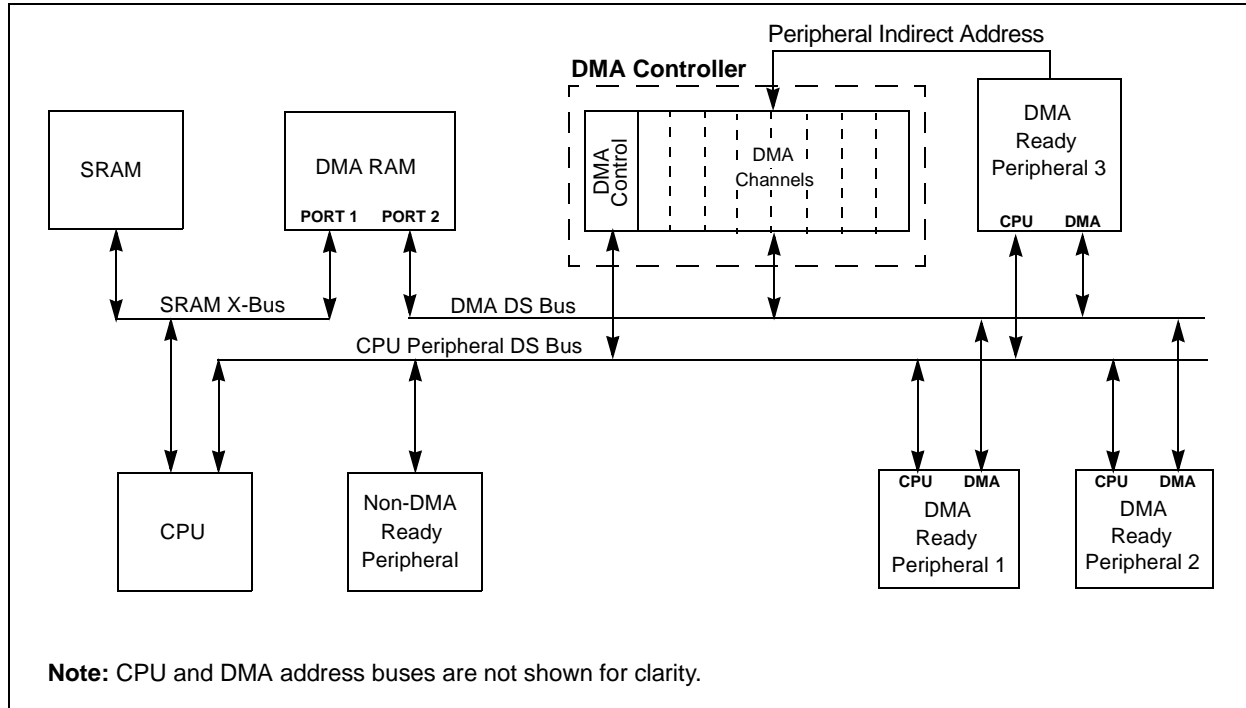 Peripheral Indirect Address
DMA Controller
SRAM
DMA RAM
PORT 1 PORT 2
DMA
Control
DMA
Channels
DMA
Ready
Peripheral 3
CPU DMA
SRAM X-Bus
DMA DS Bus
CPU Peripheral DS Bus
CPU
Non-DMA
Ready
Peripheral
CPU DMA
DMA
Ready
Peripheral 1
CPU DMA
DMA
Ready
Peripheral 2
Note: CPU and DMA address buses are not shown for clarity.